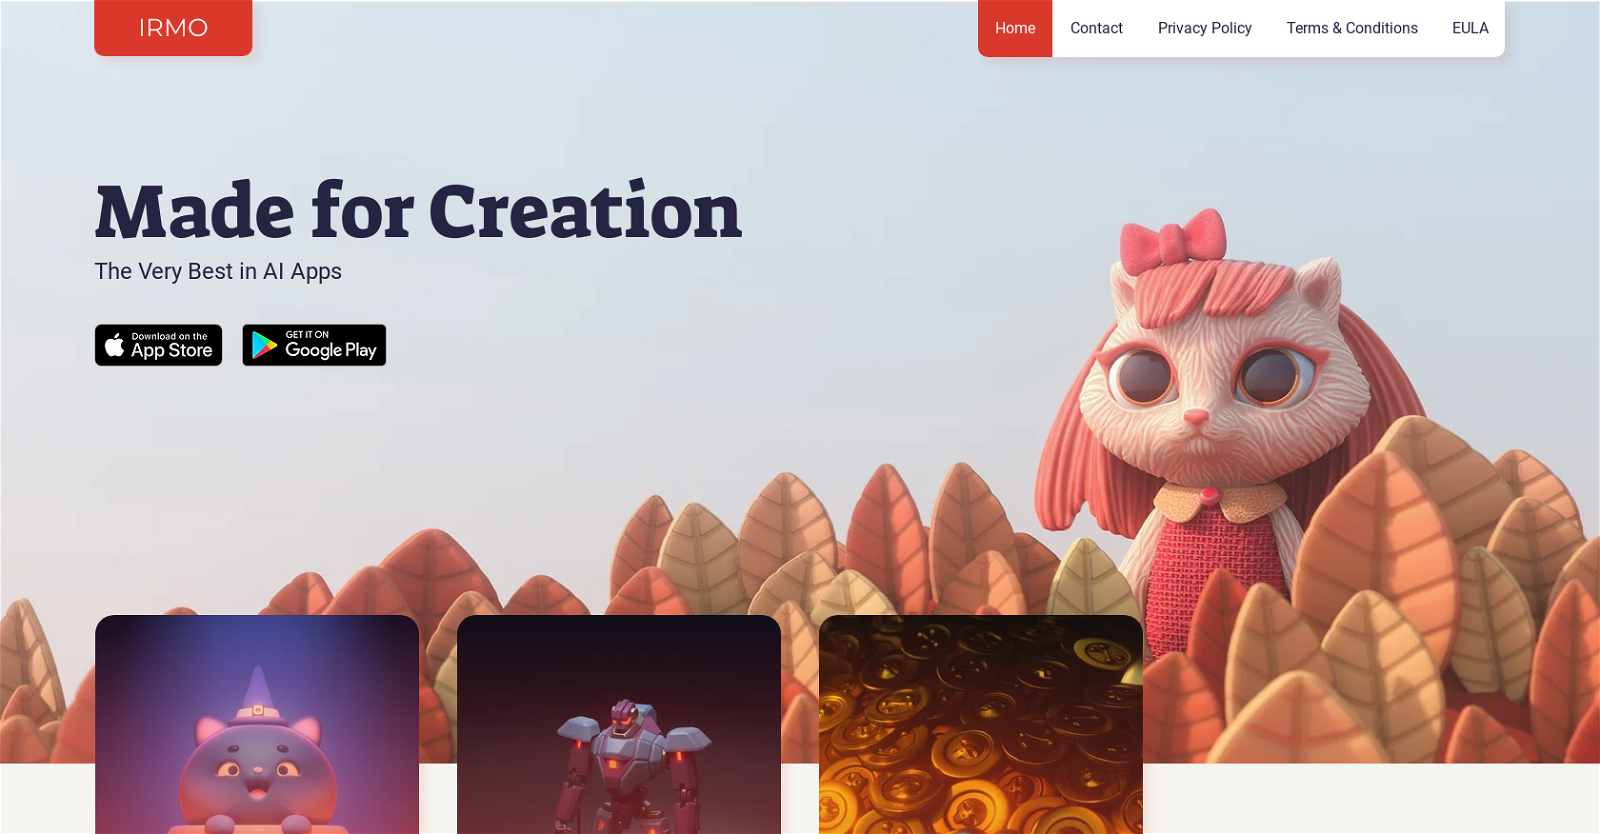 IRMO
Home Contact Privacy Policy Terms & Conditions EULA
Made for Creation
The Very Best in AI Apps
Download on the
App Store
GET IT ON
Google Play